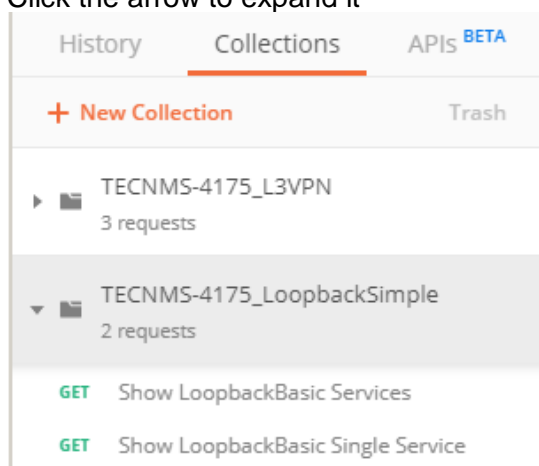 Click the arrow to expand it
History Collections APIs BETA
+ New Collection Trash
TECNMS-4175_L3VPN
3 requests
TECNMS-4175_LoopbackSimple
2 requests
GET Show LoopbackBasic Services
GET Show LoopbackBasic Single Service